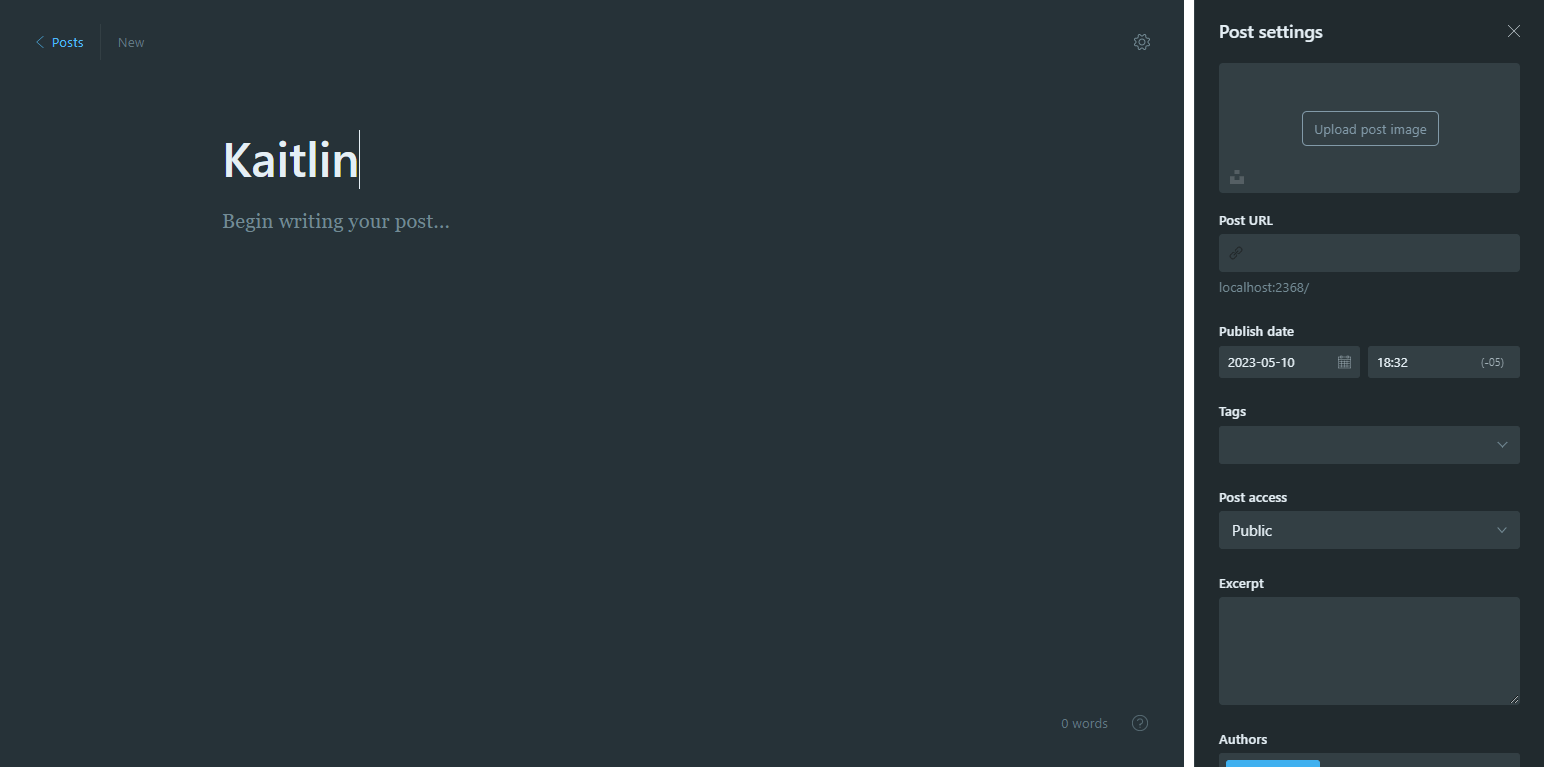 Posts
New
Kaitlin
Begin writing your post...
0 words
Post settings
Upload post image
Post URL
localhost:2368/
Publish date
2023-05-10
18:32 (-05)
Tags
Post access
Public
Excerpt
Authors